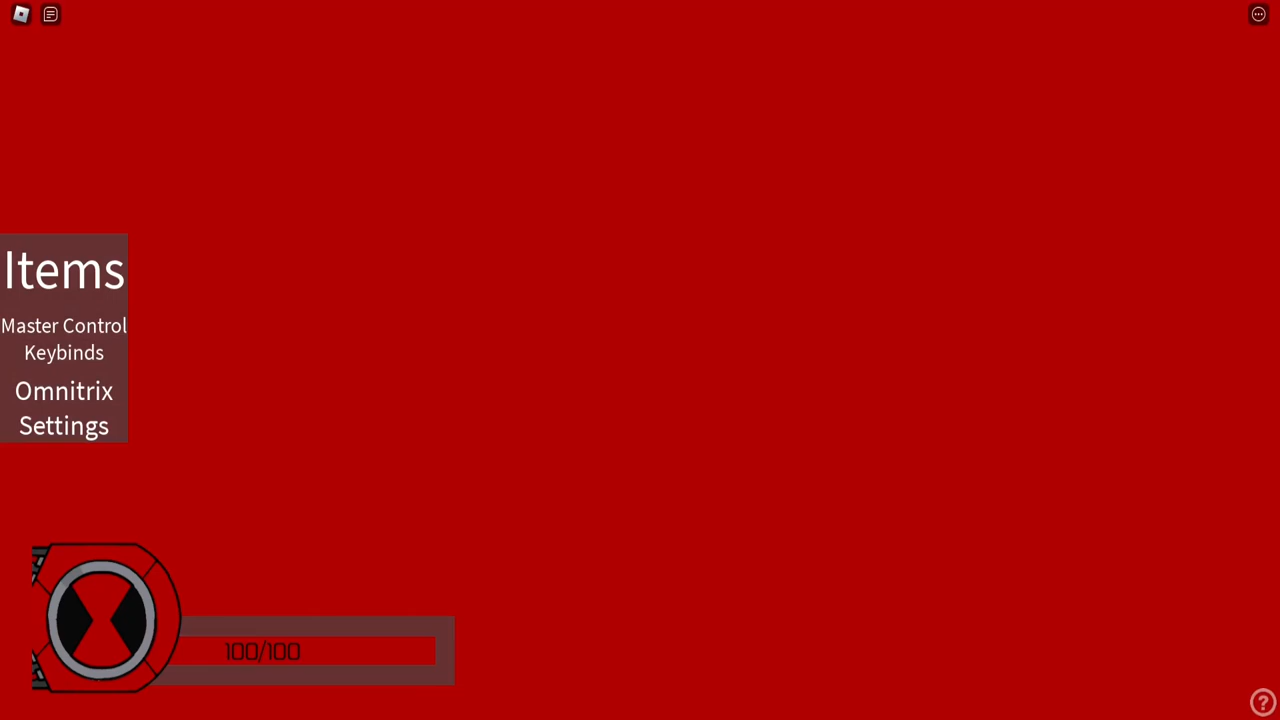 Items
Master Control
Keybinds
Omnitrix
Settings
100/100
?